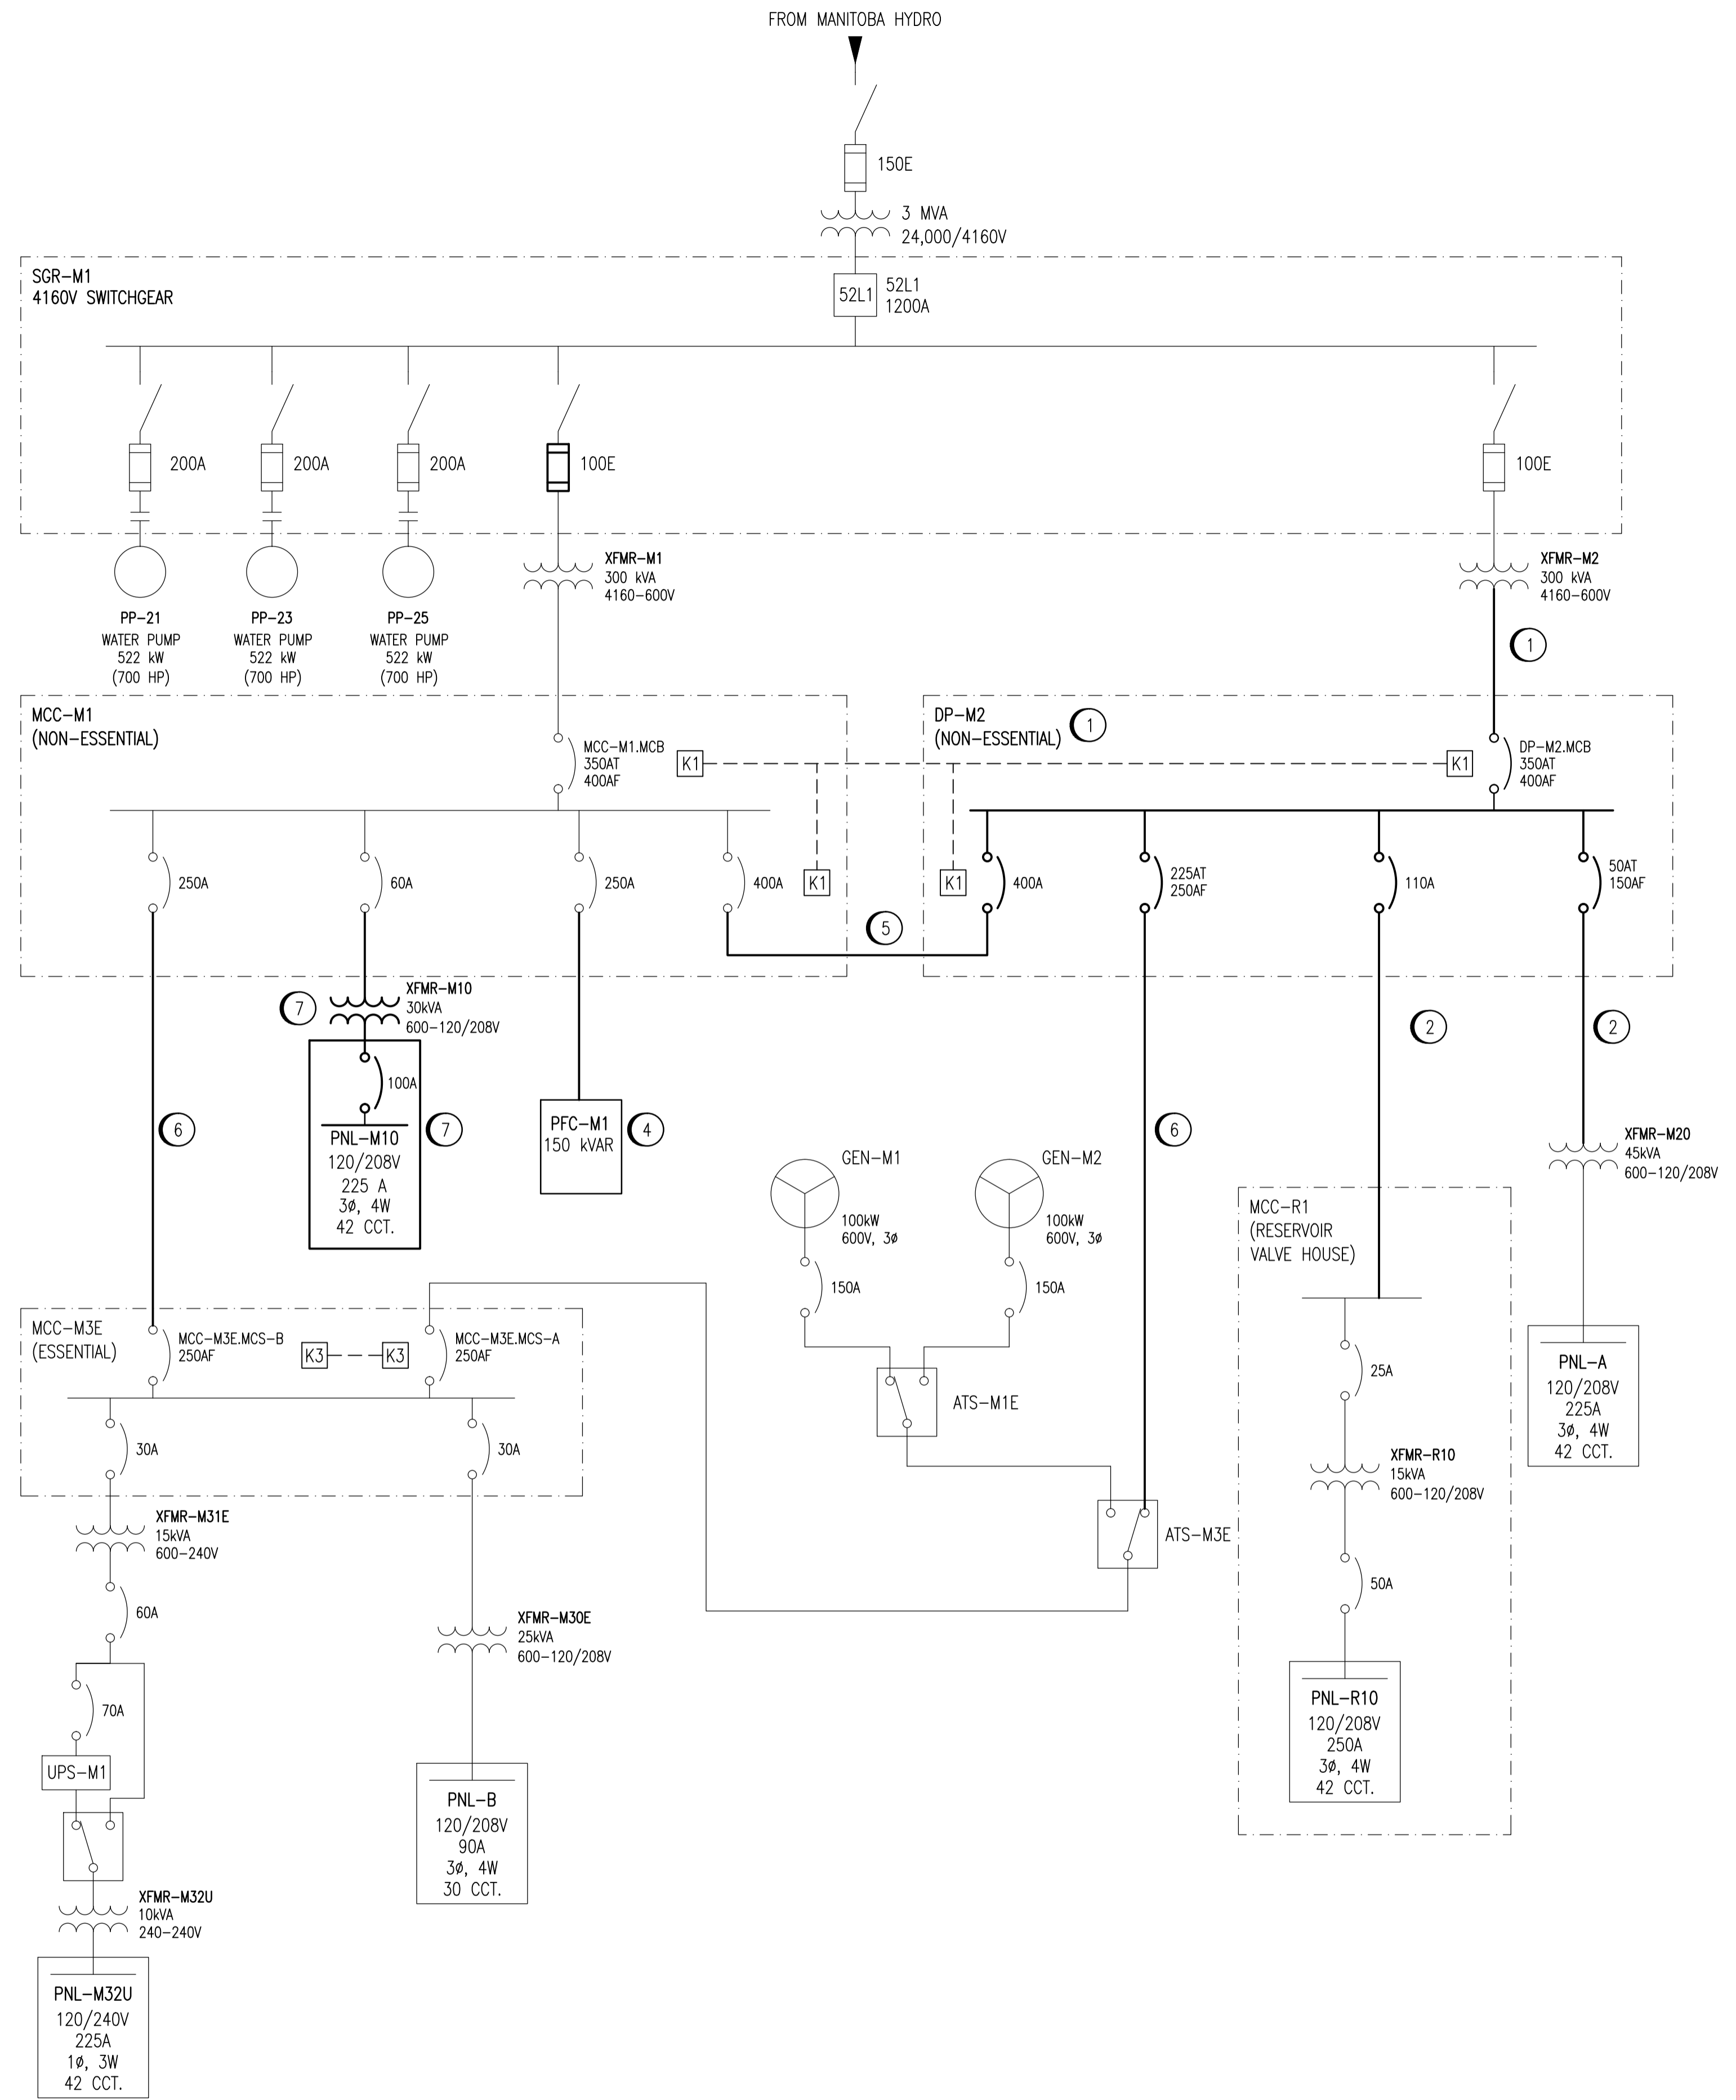 FROM MANITOBA HYDRO
150E
3 MVA
24,000/4160V
SGR-M1
4160V SWITCHGEAR
52L1
52L1
1200A
200A
200A
200A
100E
100E
XFMR-M1
300 kVA
4160-600V
XFMR-M2
300 kVA
4160-600V
PP-21
WATER PUMP
522 kW
(700 HP)
PP-23
WATER PUMP
522 kW
(700 HP)
PP-25
WATER PUMP
522 kW
(700 HP)
1
MCC-M1
(NON-ESSENTIAL)
MCC-M1.MCB
350AT
400AF
K1
DP-M2
(NON-ESSENTIAL)
1
K1
DP-M2.MCB
350AT
400AF
250A
60A
250A
400A
K1
K1
400A
225AT
250AF
110A
50AT
150AF
5
7
XFMR-M10
30kVA
600-120/208V
2
2
100A
PNL-M10
120/208V
225 A
3ø, 4W
42 CCT.
7
6
PFC-M1
150 kVAR
4
6
GEN-M1
100kW
600V, 3ø
GEN-M2
100kW
600V, 3ø
150A
150A
XFMR-M20
45kVA
600-120/208V
MCC-R1
(RESERVOIR
VALVE HOUSE)
MCC-M3E
(ESSENTIAL)
MCC-M3E.MCS-B
250AF
K3
K3
MCC-M3E.MCS-A
250AF
ATS-M1E
25A
PNL-A
120/208V
225A
3ø, 4W
42 CCT.
30A
30A
XFMR-R10
15kVA
600-120/208V
XFMR-M31E
15kVA
600-240V
ATS-M3E
60A
50A
XFMR-M30E
25kVA
600-120/208V
70A
UPS-M1
PNL-R10
120/208V
250A
3ø, 4W
42 CCT.
PNL-B
120/208V
90A
3ø, 4W
30 CCT.
XFMR-M32U
10kVA
240-240V
PNL-M32U
120/240V
225A
1ø, 3W
42 CCT.